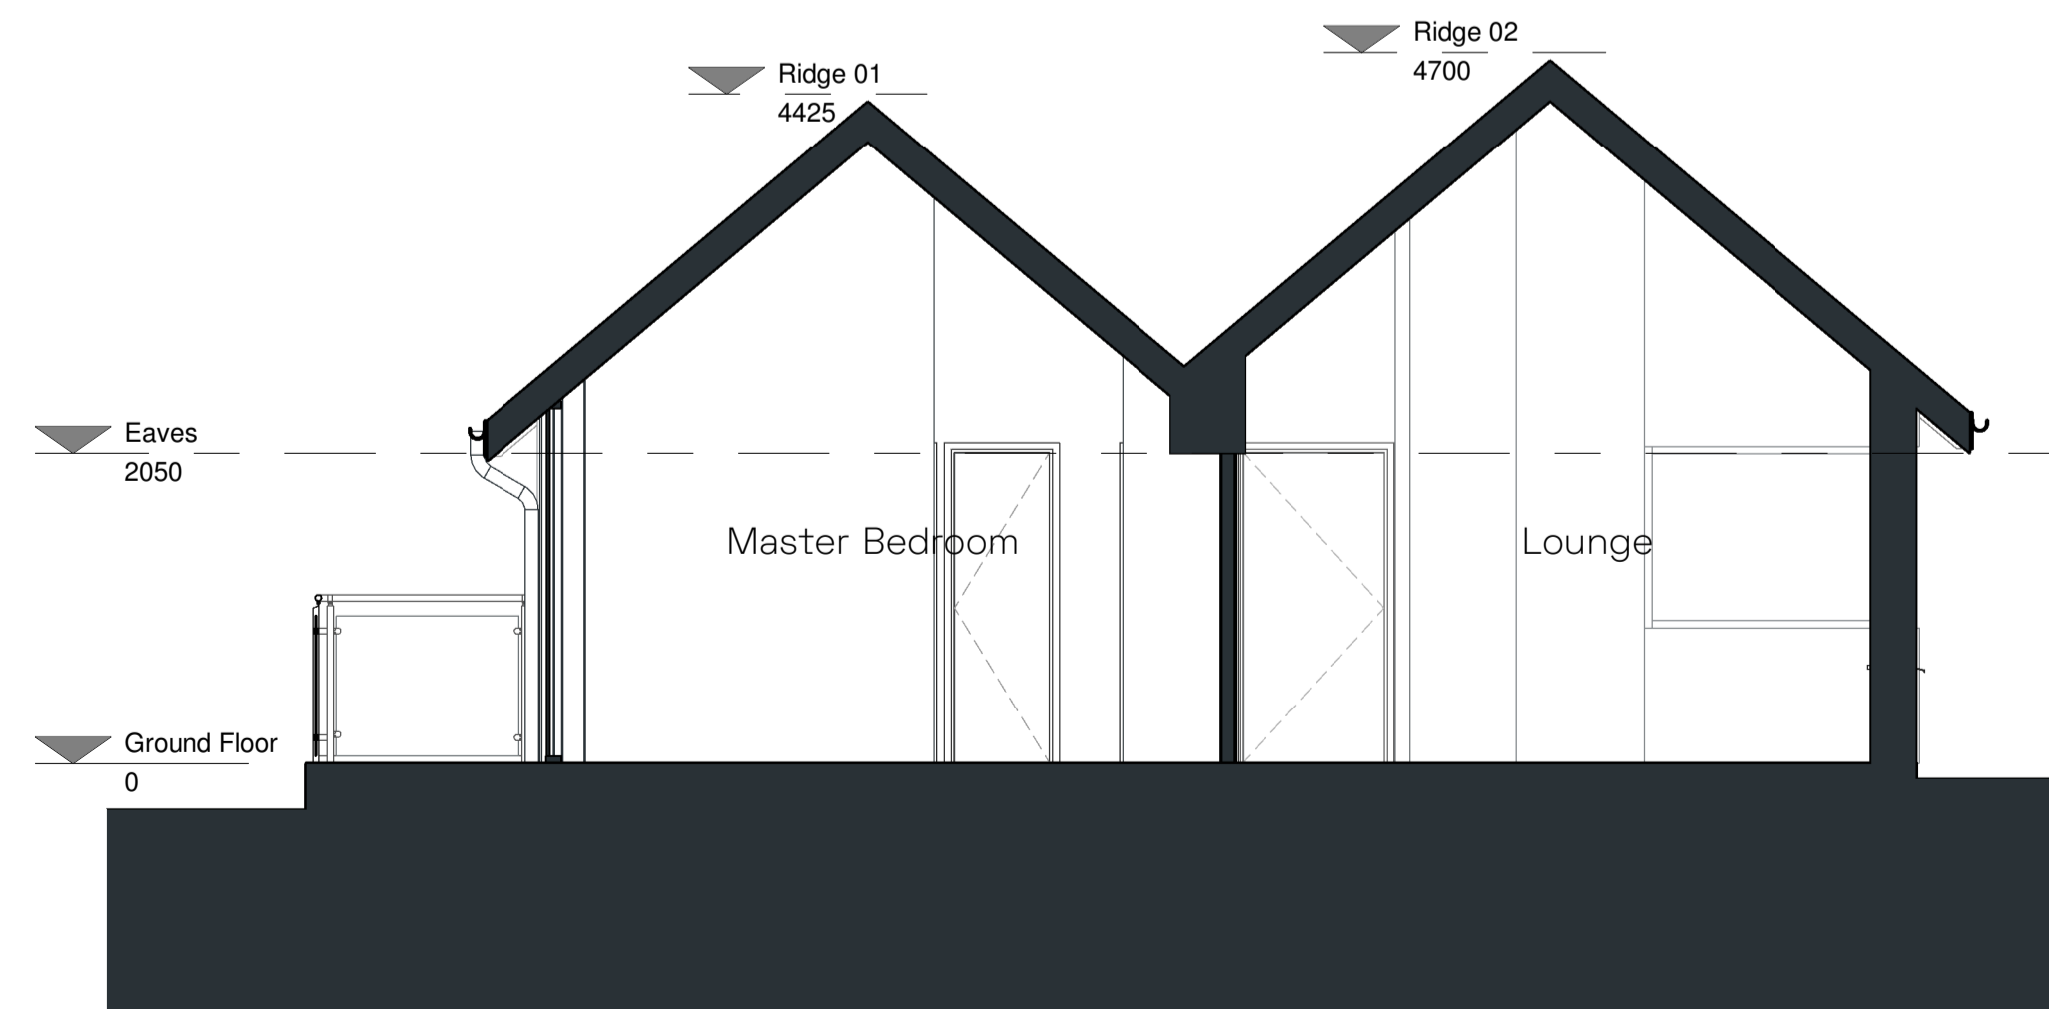 Ridge 02
4700
Ridge 01
4425
Eaves
2050
Master Bedroom
Lounge
Ground Floor
0